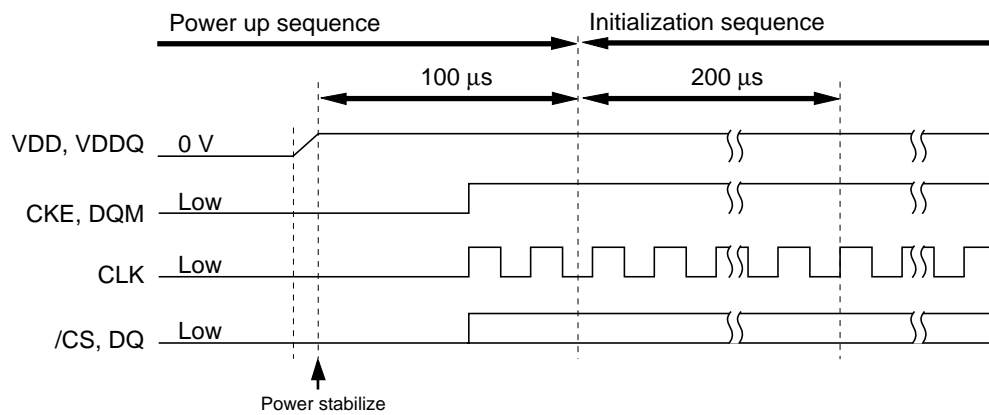 Power up sequence
Initialization sequence
100 μs
200 μs
VDD, VDDQ
0 V
CKE, DQM
Low
CLK
Low
/CS, DQ
Low
Power stabilize